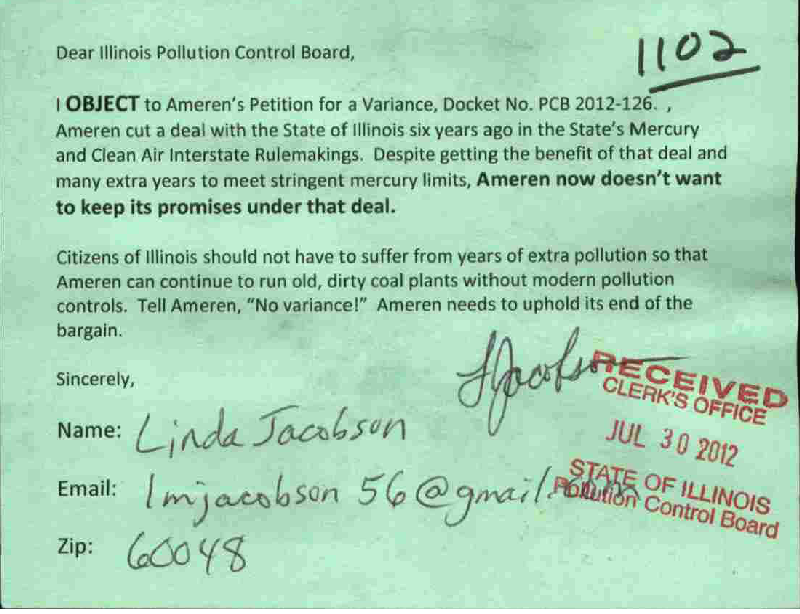 Dear Illinois Pollution Control Board,
1102
I OBJECT to Ameren's Petition for a Variance, Docket No. PCB 2012-126. ,
Ameren cut a deal with the State of Illinois six years ago in the State's Mercury
and Clean Air Interstate Rulemakings. Despite getting the benefit of that deal and
many extra years to meet stringent mercury limits, Ameren now doesn't want
to keep its promises under that deal.
Citizens of Illinois should not have to suffer from years of extra pollution so that
Ameren can continue to run old, dirty coal plants without modern pollution
controls. Tell Ameren, "No variance!" Ameren needs to uphold its end of the
bargain.
Sincerely,
LJacobson
RECEIVED
CLERK'S OFFICE
JUL 30 2012
STATE OF ILLINOIS
Pollution Control Board
Name: Linda Jacobson
Email: lmjacobson56@gmail.com
Zip: 60048